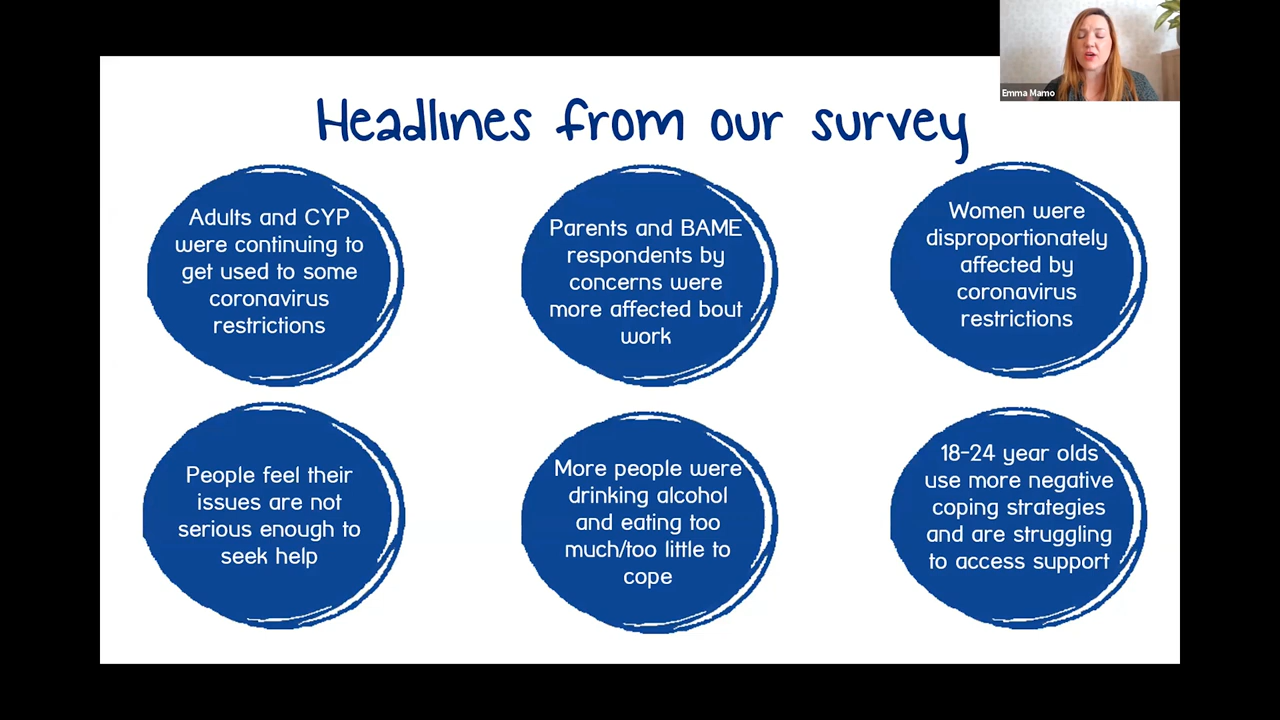 Emma Mamo
Headlines from our survey
Adults and CYP
were continuing to
get used to some
coronavirus
restrictions
Parents and BAME
respondents by
concerns were
more affected bout
work
Women were
disproportionately
affected by
coronavirus
restrictions
People feel their
issues are not
serious enough to
seek help
More people were
drinking alcohol
and eating too
much/too little to
cope
18-24 year olds
use more negative
coping strategies
and are struggling
to access support